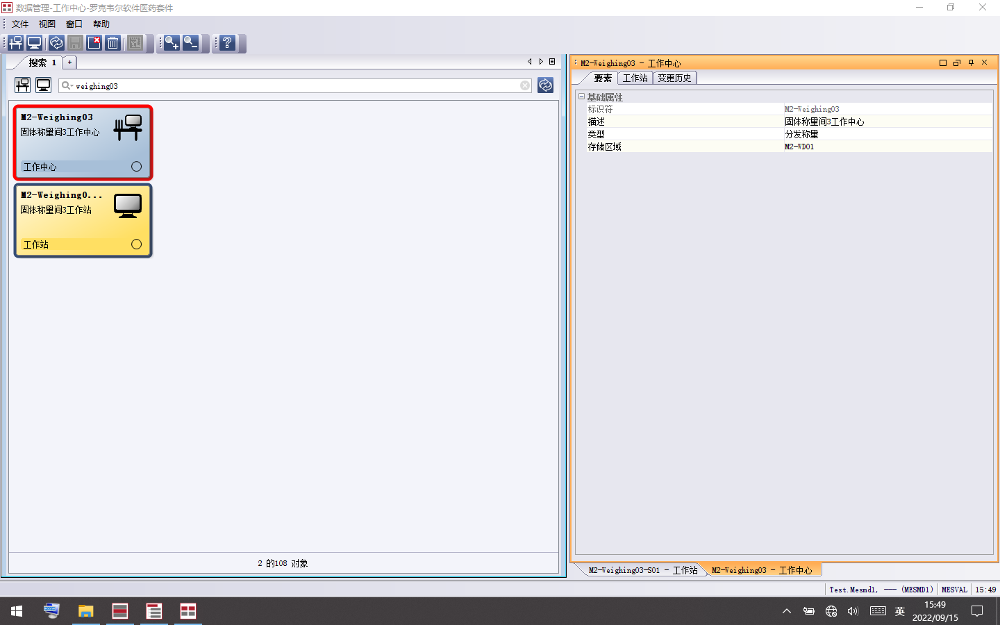 数据管理-工作中心-罗克韦尔软件医药套件
文件 视图 窗口 帮助
搜索 1
+
weighing03
M2-Weighing03
固体称量间3工作中心
工作中心
M2-Weighing0...
固体称量间3工作站
工作站
2 的108 对象
M2-Weighing03 - 工作中心
要素 工作站 变更历史
基础属性
标识符 M2-Weighing03
描述 固体称量间3工作中心
类型 分发称量
存储区域 M2-WD01
M2-Weighing03-S01 - 工作站 M2-Weighing03 - 工作中心
Test.Mesmd1, —— (MESMD1) MESVAL 15:49
英
15:49
2022/09/15